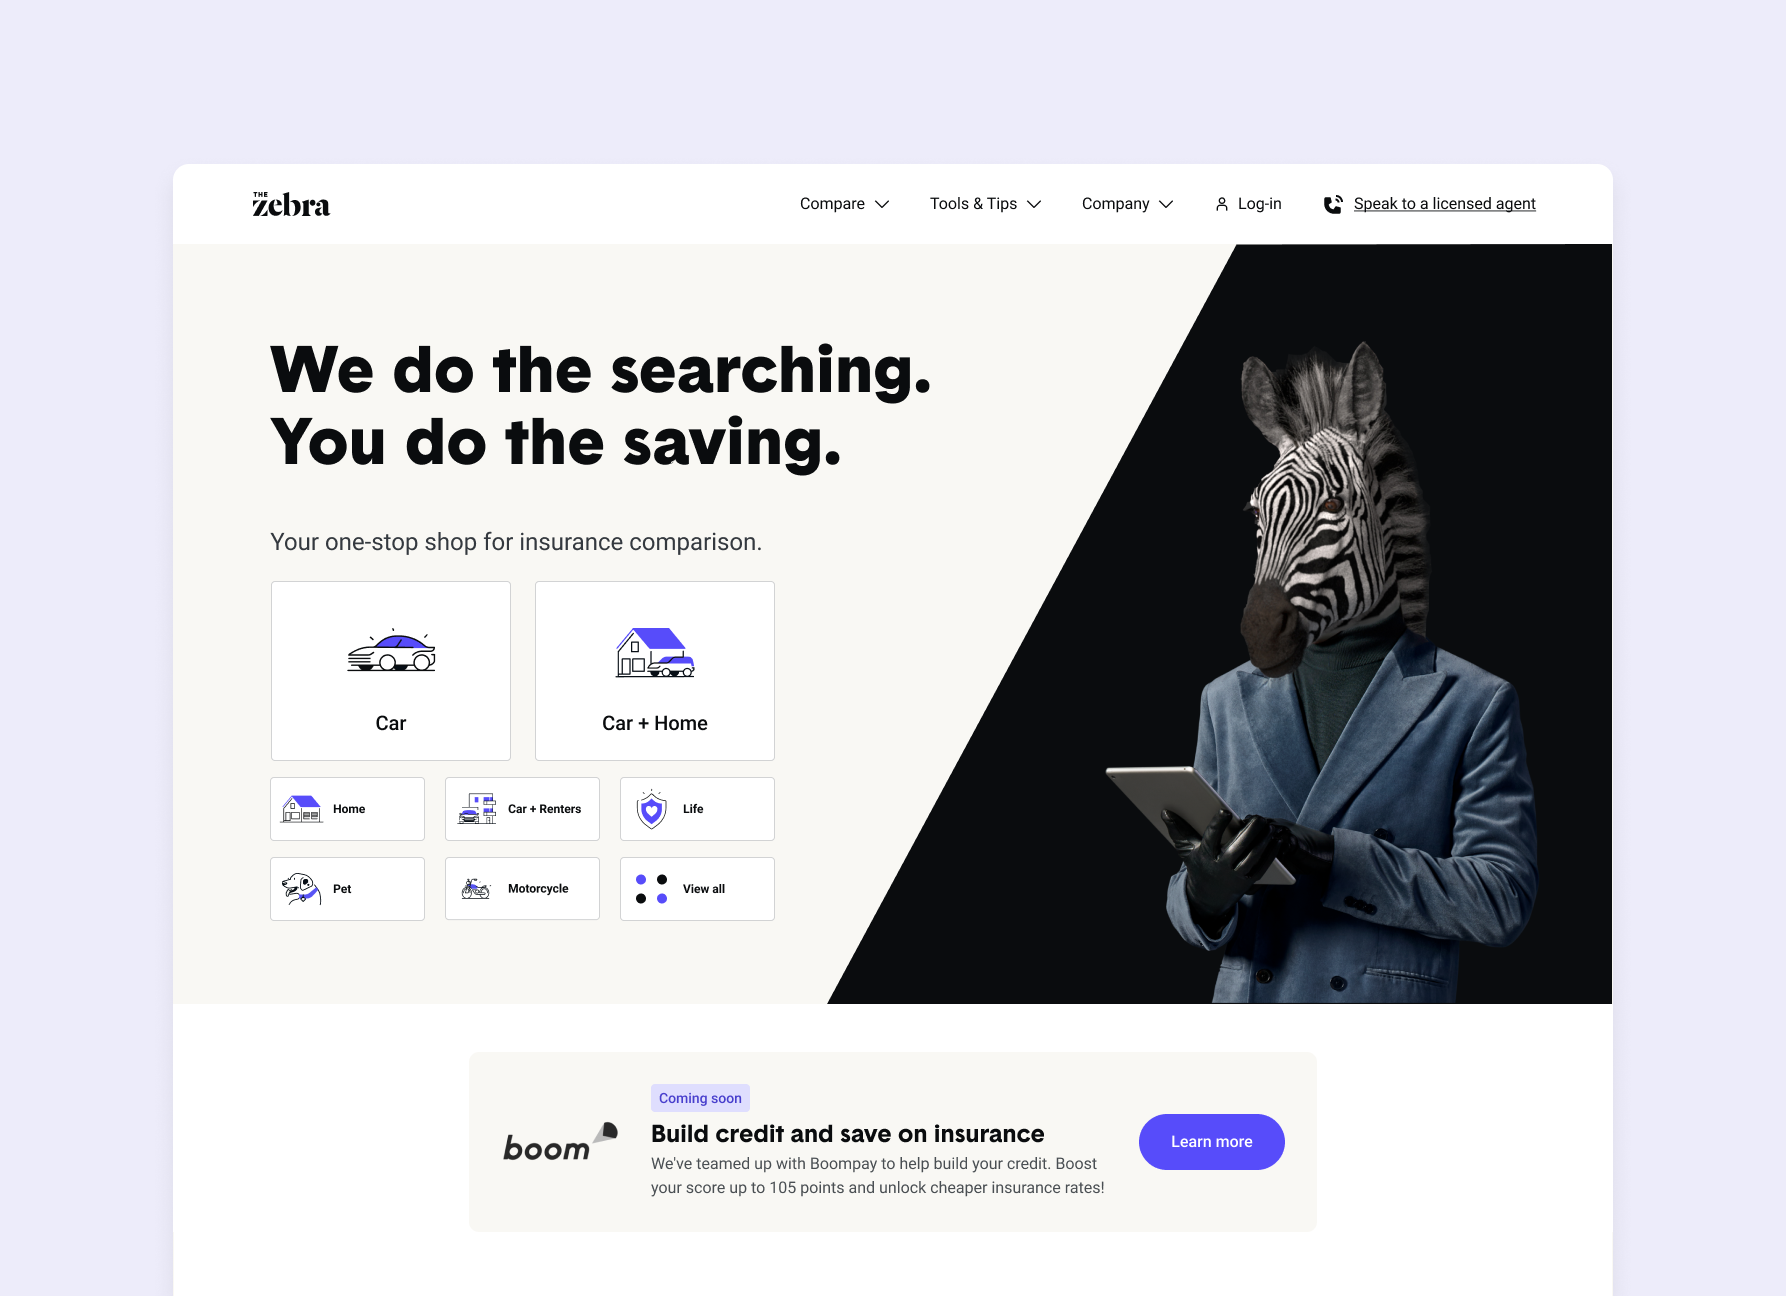 THE
zebra
Compare
Tools & Tips
Company
Log-in
Speak to a licensed agent
We do the searching.
You do the saving.
Your one-stop shop for insurance comparison.
Car
Car + Home
Home
Car + Renters
Life
Pet
Motorcycle
View all
Coming soon
boom
Build credit and save on insurance
We've teamed up with Boompay to help build your credit. Boost
your score up to 105 points and unlock cheaper insurance rates!
Learn more